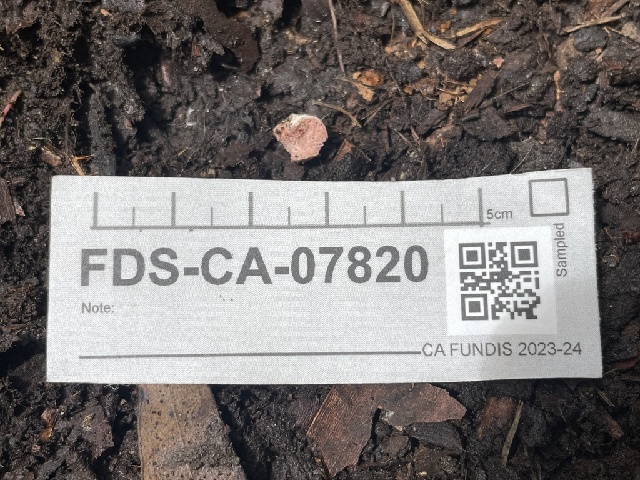 5cm
FDS-CA-07820
Sampled
Note:
CA FUNDIS 2023-24